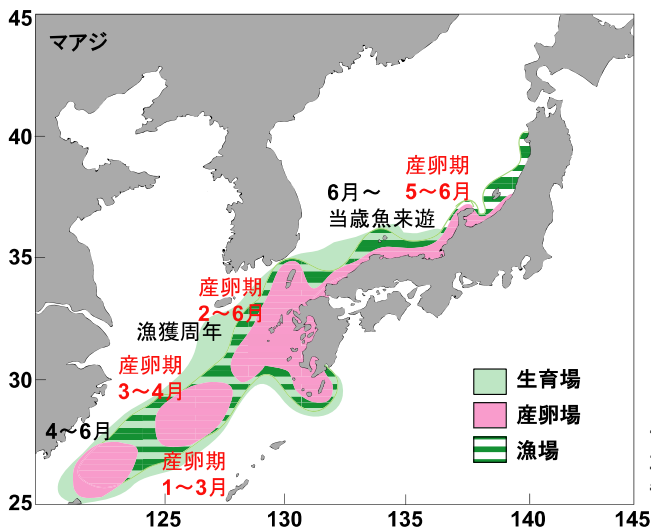 45
マアジ
40
産卵期
5～6月
6月～
当歳魚来遊
35
産卵期
2～6月
漁獲周年
産卵期
3～4月
30
4～6月
産卵期
1～3月
生育場
産卵場
漁場
25
125
130
135
140
145